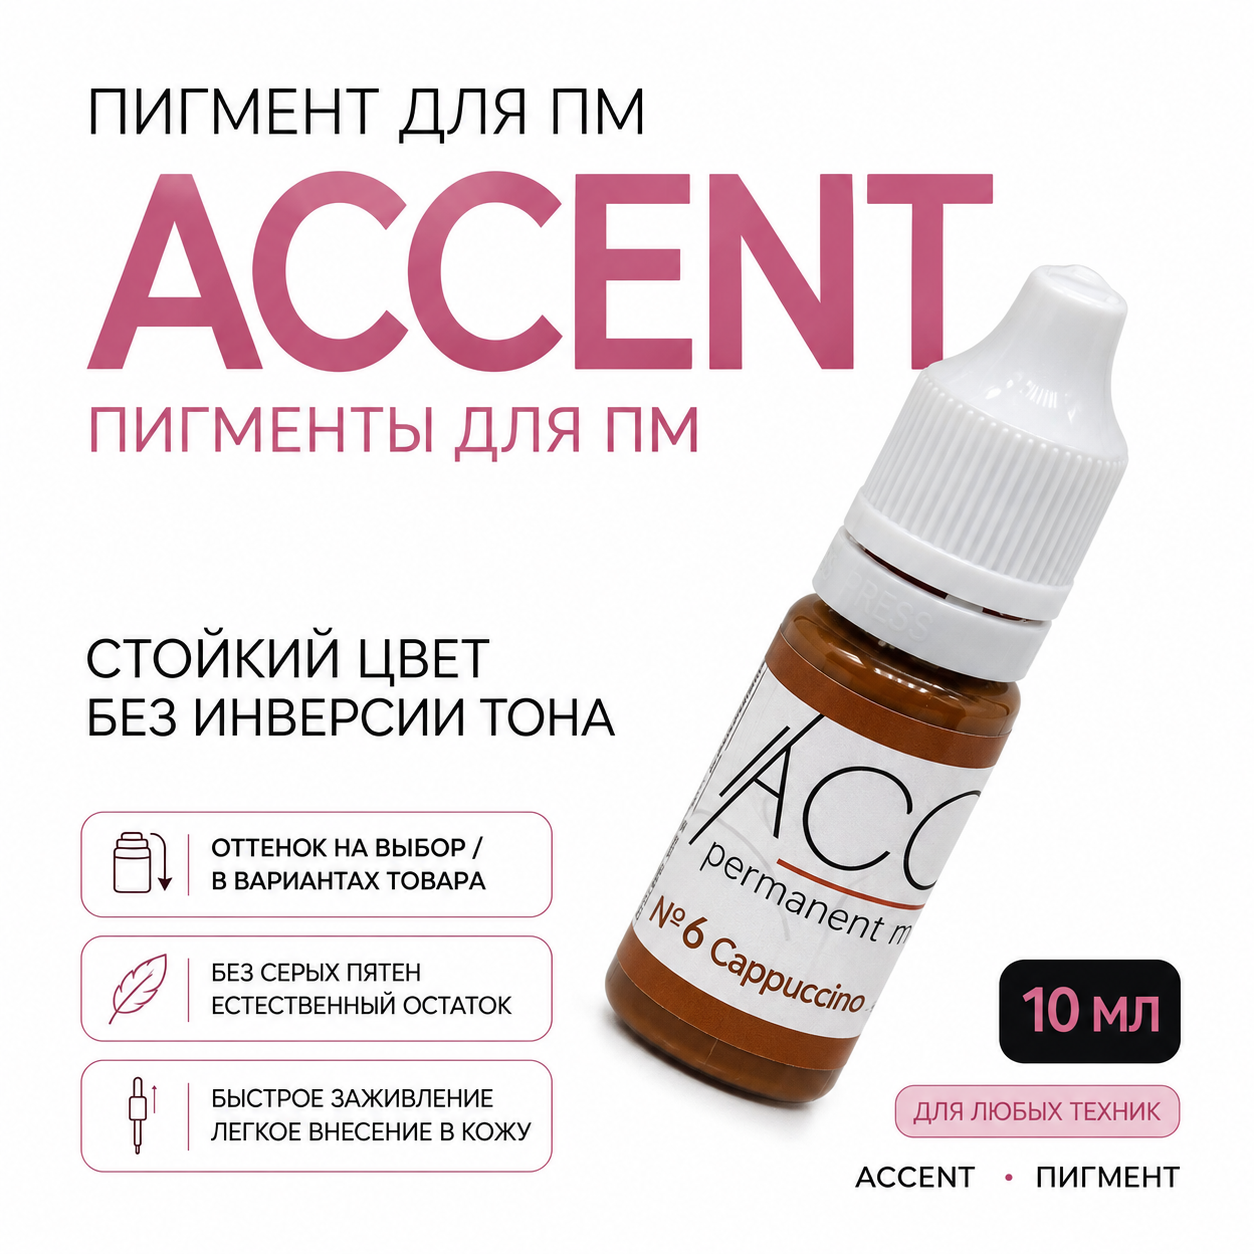 ПИГМЕНТ ДЛЯ ПМ
ACCENT
ПИГМЕНТЫ ДЛЯ ПМ
СТОЙКИЙ ЦВЕТ
БЕЗ ИНВЕРСИИ ТОНА
ОТТЕНОК НА ВЫБОР /
В ВАРИАНТАХ ТОВАРА
БЕЗ СЕРЫХ ПЯТЕН
ЕСТЕСТВЕННЫЙ ОСТАТОК
БЫСТРОЕ ЗАЖИВЛЕНИЕ
ЛЕГКОЕ ВНЕСЕНИЕ В КОЖУ
PRESS
ACC
permanent m
№6 Cappuccino
10 МЛ
ДЛЯ ЛЮБЫХ ТЕХНИК
ACCENT • ПИГМЕНТ